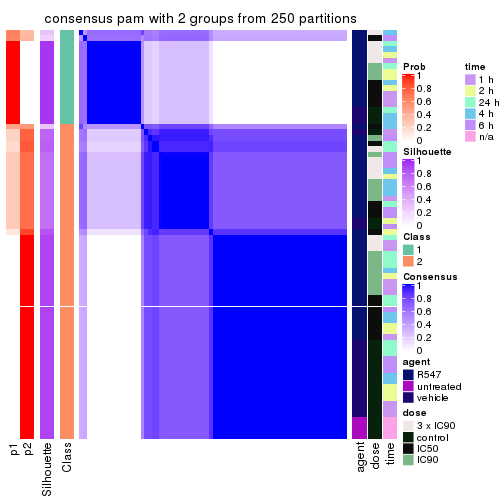 consensus pam with 2 groups from 250 partitions
Prob
1
0.8
0.6
0.4
0.2
0
time
1 h
2 h
24 h
4 h
6 h
n/a
Silhouette
1
0.8
0.6
0.4
0.2
0
Class
1
2
Consensus
1
0.8
0.6
0.4
0.2
0
agent
R547
untreated
vehicle
dose
3 x IC90
control
IC50
IC90
p1
p2
Silhouette
Class
agent
dose
time